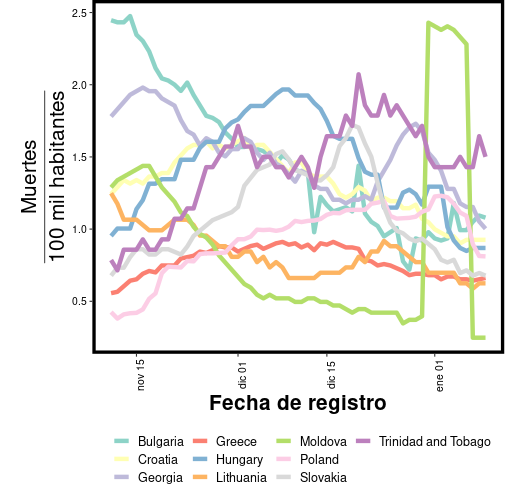 2.5
2.0
1.5
1.0
0.5
Muertes
100 mil habitantes
nov 15
dic 01
dic 15
ene 01
Fecha de registro
Bulgaria
Greece
Moldova
Trinidad and Tobago
Croatia
Hungary
Poland
Georgia
Lithuania
Slovakia